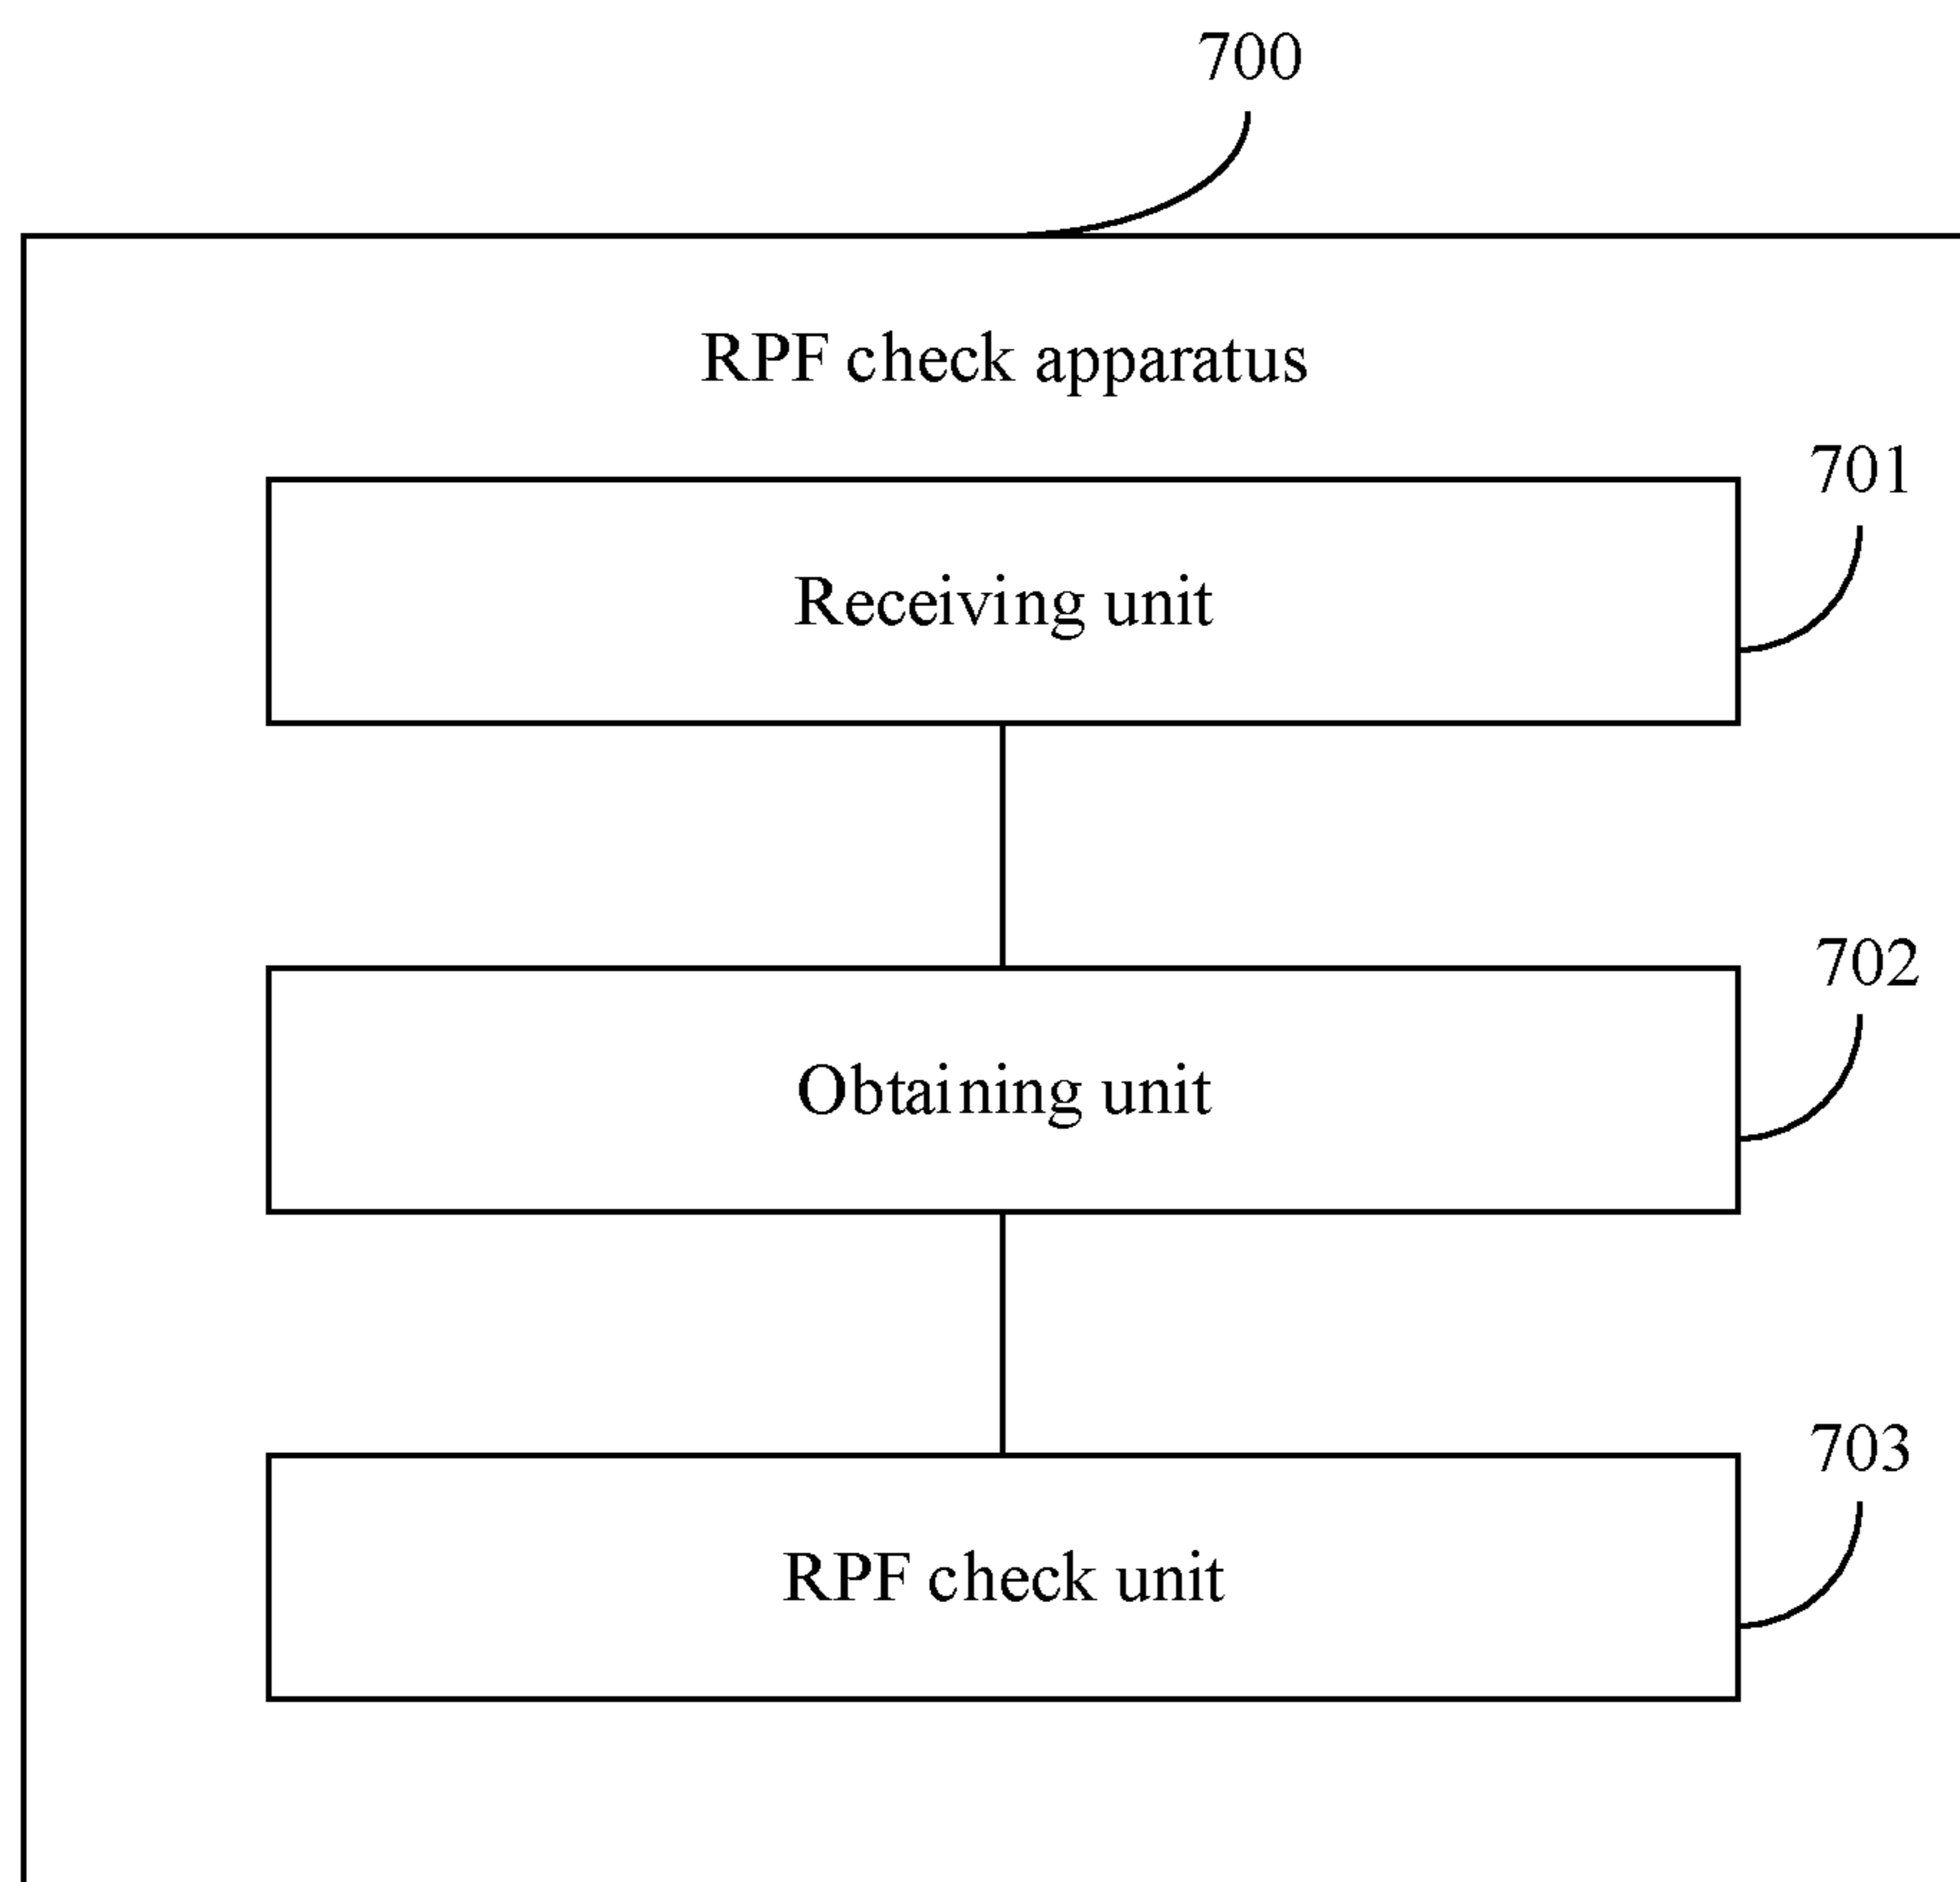 700
RPF check apparatus
701
Receiving unit
702
Obtaining unit
703
RPF check unit